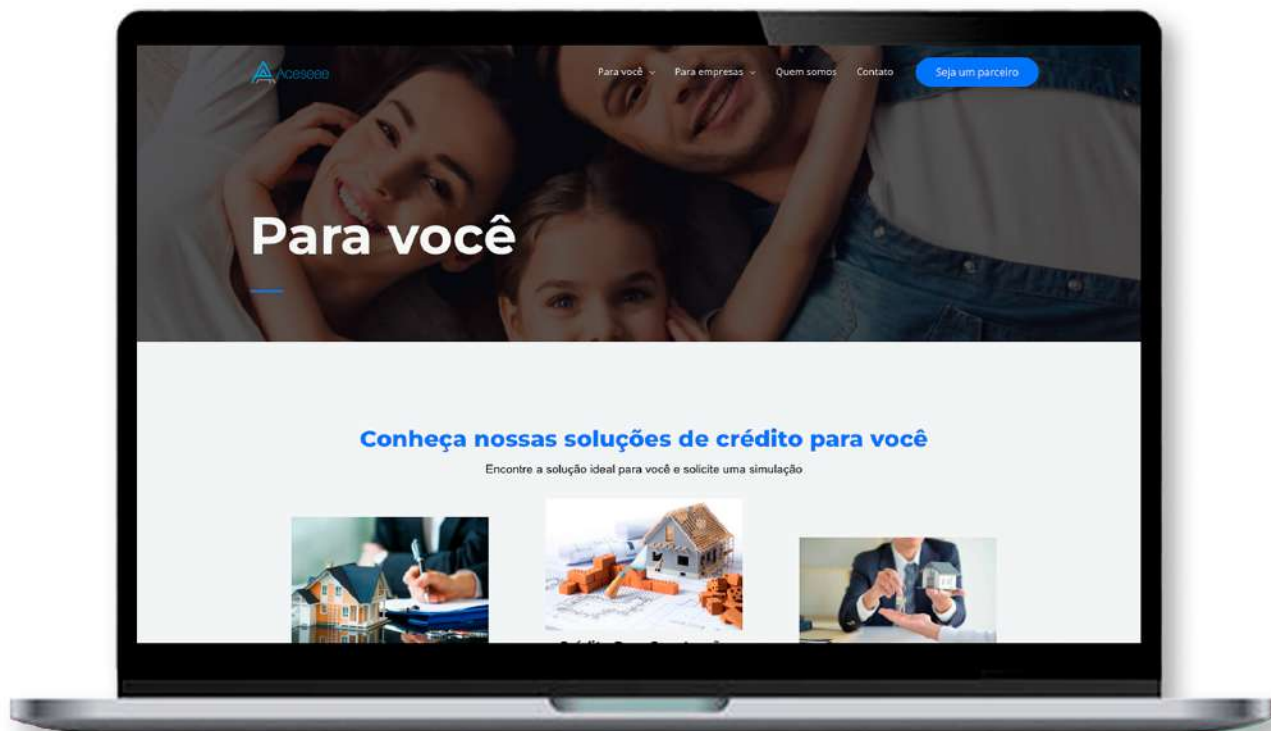 Aceseee
Para você
Para empresas
Quem somos
Contato
Seja um parceiro
Para você
Conheça nossas soluções de crédito para você
Encontre a solução ideal para você e solicite uma simulação